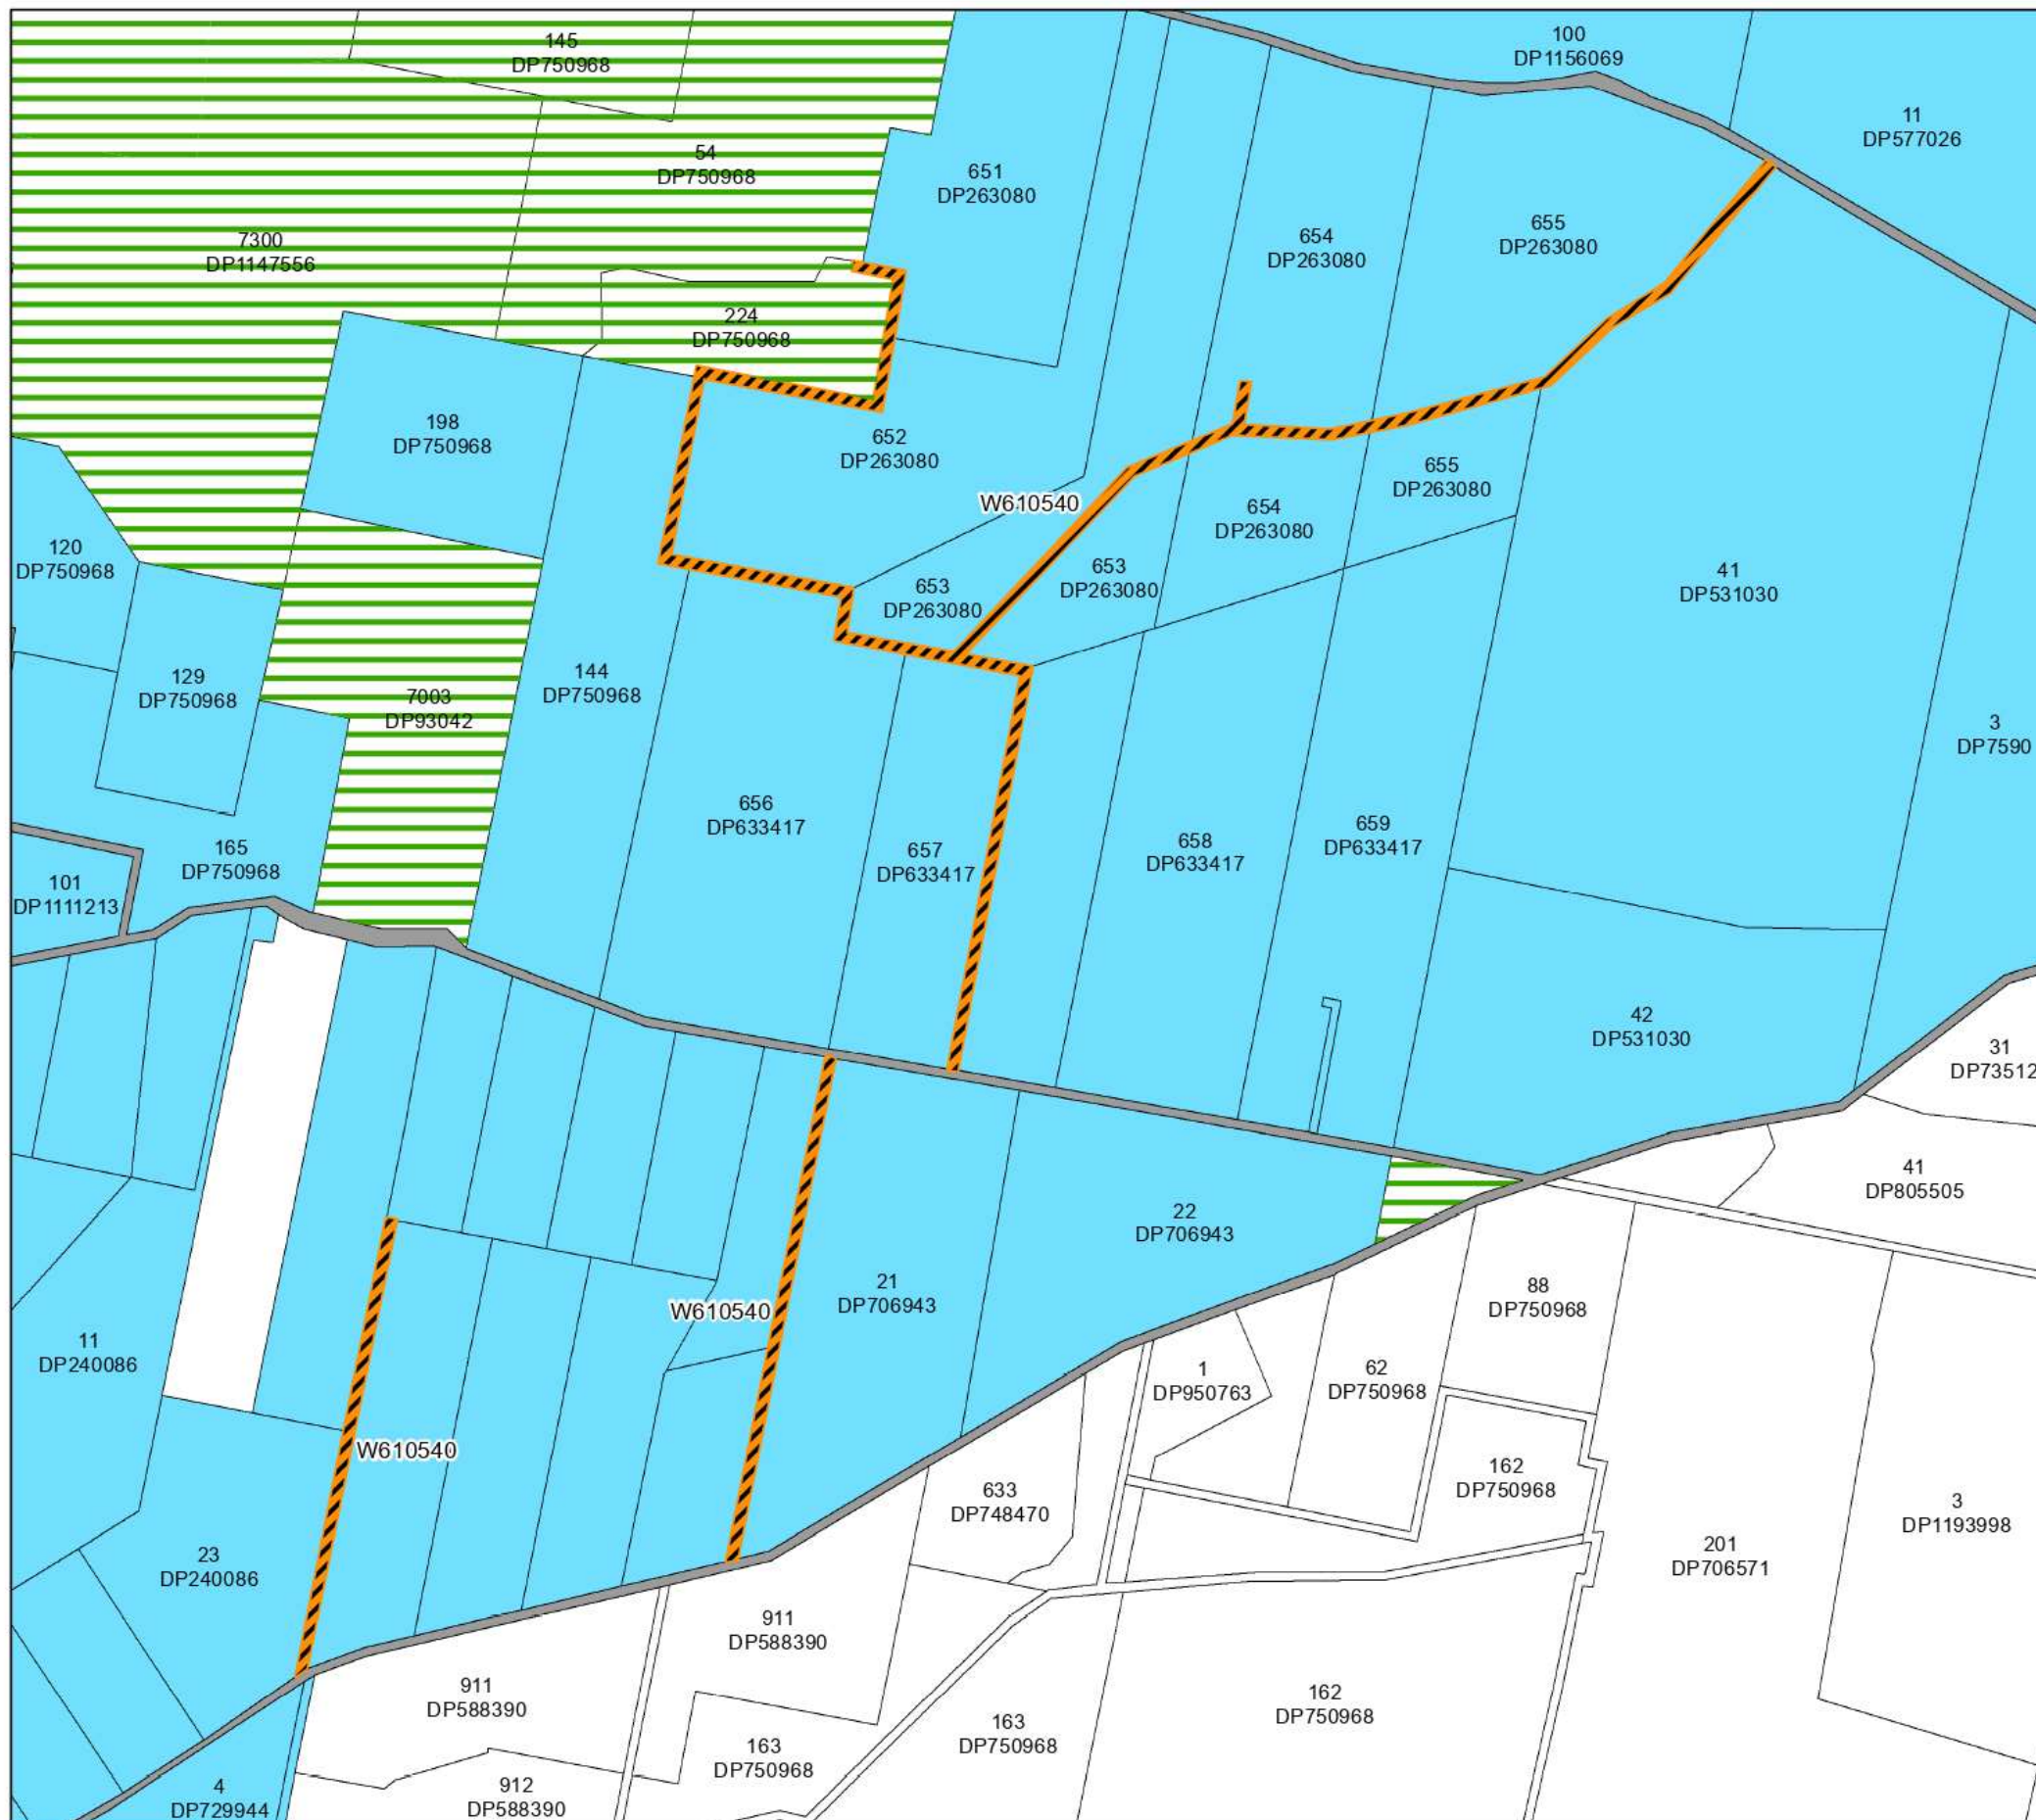 145
DP750968
100
DP1156069
11
DP577026
54
DP750968
651
DP263080
7300
DP1147556
654
DP263080
655
DP263080
224
DP750968
198
DP750968
652
DP263080
W610540
655
DP263080
654
DP263080
120
DP750968
653
DP263080
653
DP263080
41
DP531030
129
DP750968
7003
DP93042
144
DP750968
3
DP7590
656
DP633417
657
DP633417
658
DP633417
659
DP633417
165
DP750968
101
DP1111213
42
DP531030
31
DP73512
41
DP805505
22
DP706943
21
DP706943
W610540
88
DP750968
11
DP240086
1
DP950763
62
DP750968
W610540
162
DP750968
633
DP748470
3
DP1193998
23
DP240086
201
DP706571
911
DP588390
911
DP588390
163
DP750968
162
DP750968
163
DP750968
4
DP729944
912
DP588390